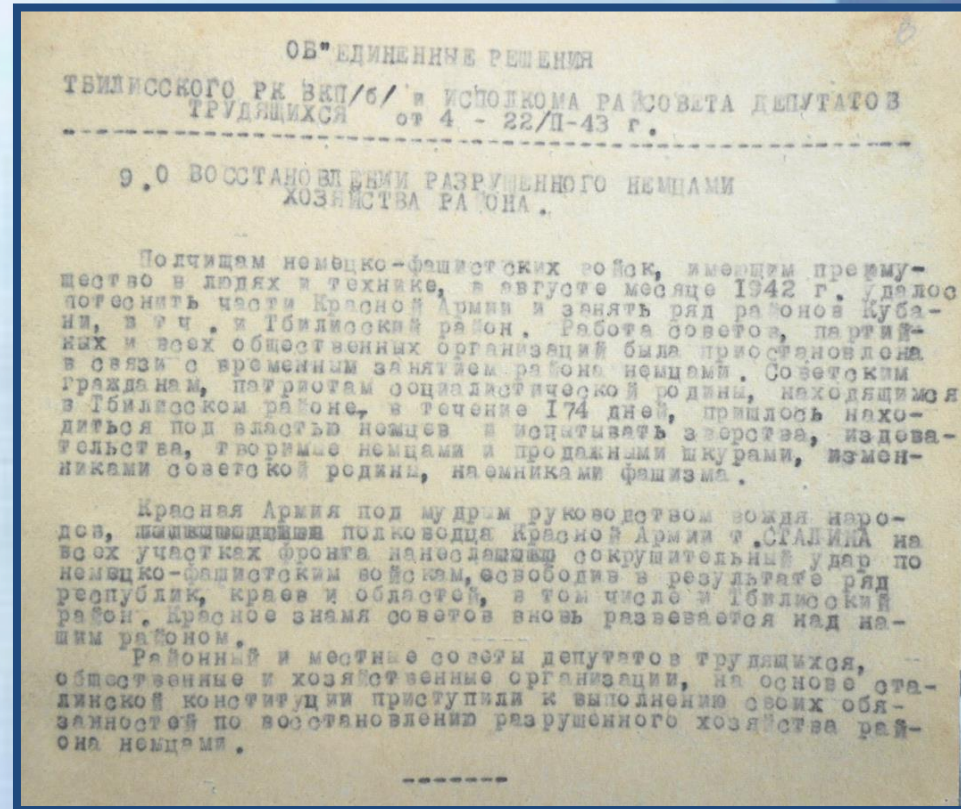 ОБ"ЕДИНЕННЫЕ РЕШЕНИЯ
ТБИЛИССКОГО РК ВКП/б/ и ИСПОЛКОМА РАЙСОВЕТА ДЕПУТАТОВ
ТРУДЯЩИХСЯ от 4 - 22/П-43 г.
9.О ВОССТАНОВЛЕНИИ РАЗРУШЕННОГО НЕМЦАМИ
ХОЗЯЙСТВА РАЙОНА.
Полчищам немецко-фашистских войск, имеющим преиму-
щество в людях и технике, в августе месяце 1942 г. удалос
потеснить части Красной Армии и занять ряд районов Куба-
ни, в т ч . и Тбилисский район. Работа советов, партий-
ных и всех общественных организаций была приостановлена
в связи с временным занятием района немцами. Советским
гражданам, патриотам социалистической родины, находящимся
в Тбилисском районе, в течение 174 дней, пришлось нахо-
диться под властью немцев и испытывать зверства, издева-
тельства, творимые немцами и продажными шкурами, измен-
никами советской родины, наемниками фашизма.
Красная Армия под мудрым руководством вождя наро-
дов, полководца Красной Армии т.СТАЛИНА на
всех участках фронта нанесла сокрушительный удар по
немецко-фашистским войскам,освободив в результате ряд
республик, краев и областей, в том числе и Тбилисский
район. Красное знамя советов вновь развевается над на-
шим районом.
Районный и местные советы депутатов трудящихся,
общественные и хозяйственные организации, на основе ста-
линской конституции приступили к выполнению своих обя-
занностей по восстановлению разрушенного хозяйства рай-
она немцами.